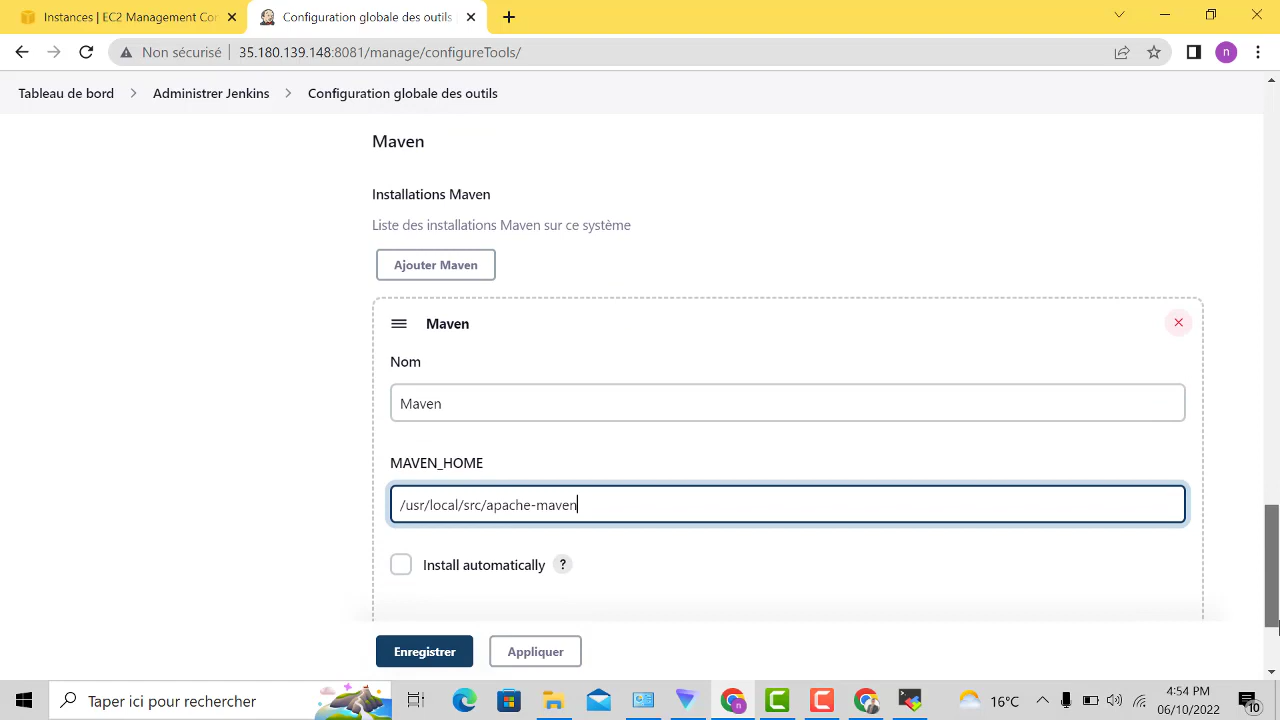 Instances | EC2 Management Cor
Configuration globale des outils
Non sécurisé
35.180.139.148:8081/manage/configureTools/
n
Tableau de bord
Administrer Jenkins
Configuration globale des outils
Maven
Installations Maven
Liste des installations Maven sur ce système
Ajouter Maven
Maven
Nom
Maven
MAVEN_HOME
/usr/local/src/apache-maven
Install automatically ?
Enregistrer
Appliquer
Taper ici pour rechercher
n
16°C
4:54 PM
06/10/2022
10